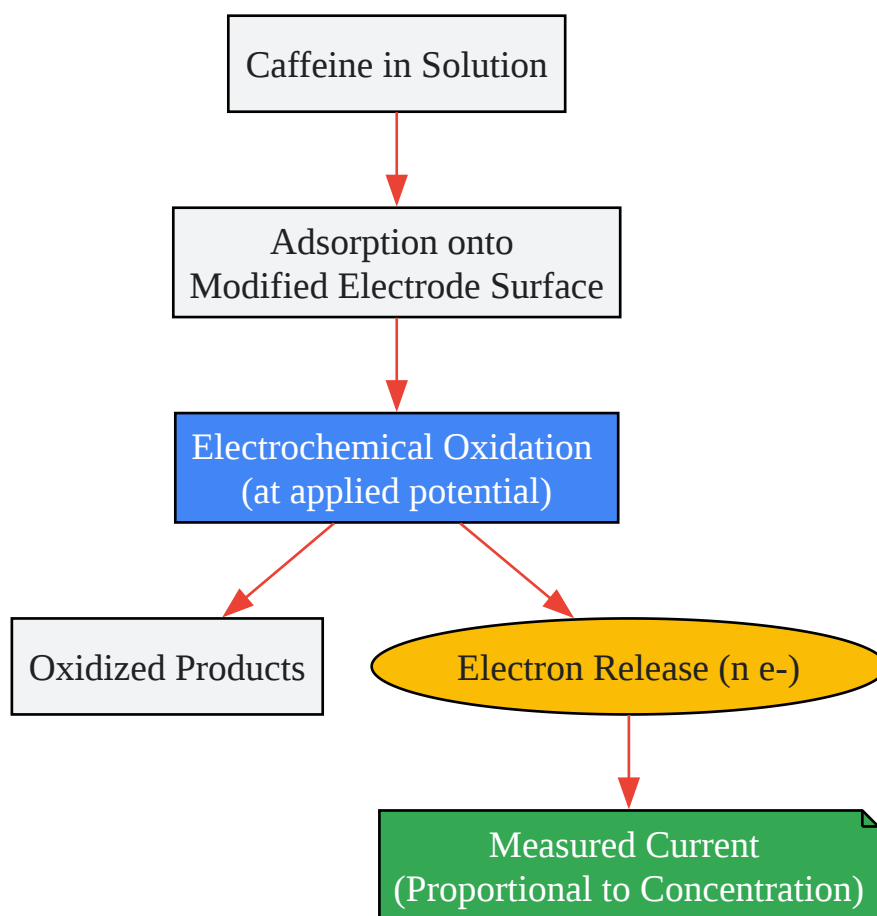 Caffeine in Solution
Adsorption onto
Modified Electrode Surface
Electrochemical Oxidation
(at applied potential)
Oxidized Products
Electron Release (n e-)
Measured Current
(Proportional to Concentration)